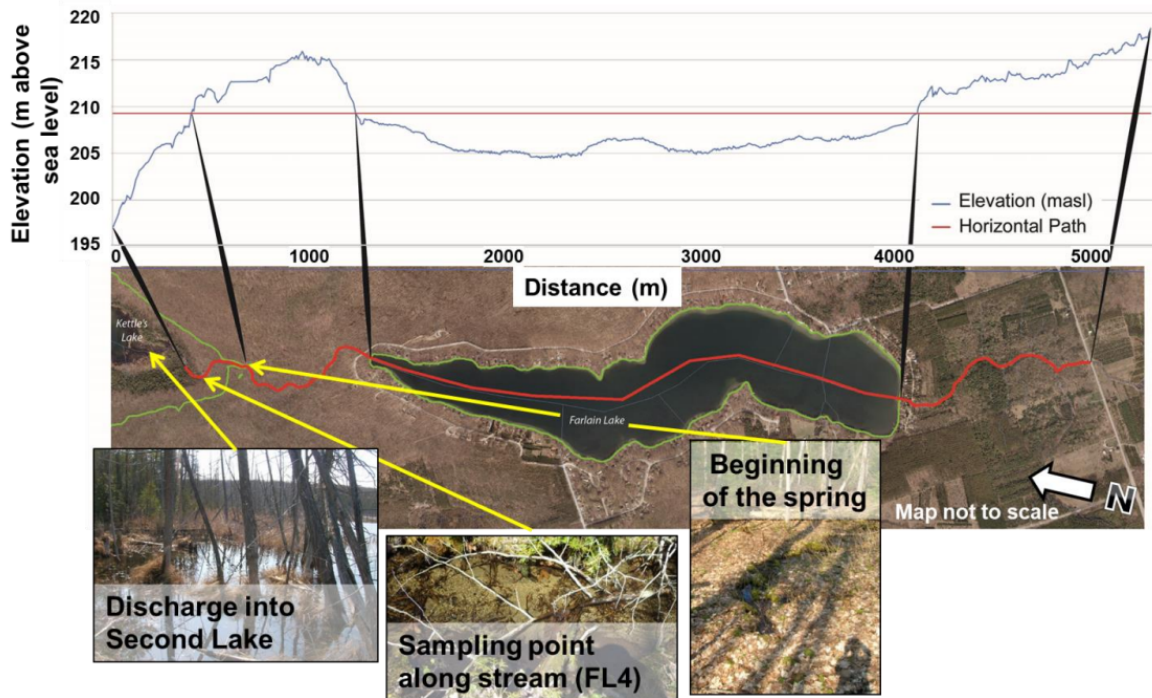 220
215
210
205
200
195
Elevation (m above
sea level)
Elevation (masl)
Horizontal Path
0
1000
2000
3000
4000
5000
Distance (m)
Kettle's
Lake
Farlain Lake
N
Map not to scale
Beginning
of the spring
Discharge into
Second Lake
Sampling point
along stream (FL4)